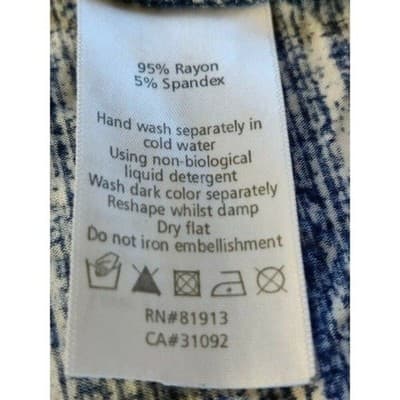 95% Rayon
5% Spandex
Hand wash separately in
cold water
Using non-biological
liquid detergent
Wash dark color separately
Reshape whilst damp
Dry flat
Do not iron embellishment
RN#81913
CA#31092